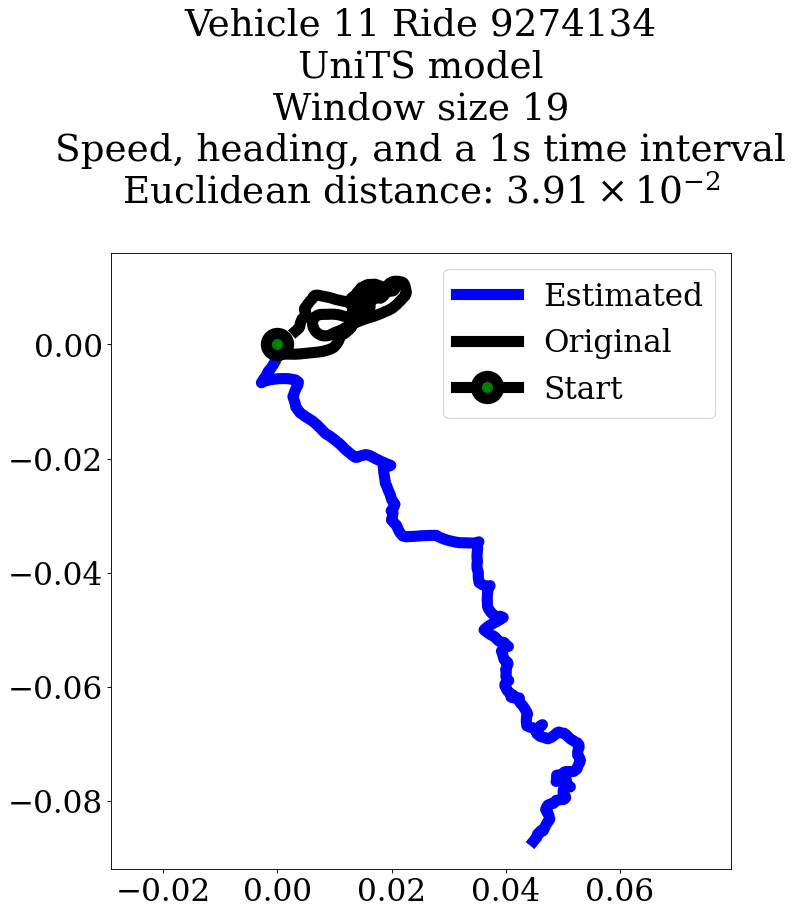 Vehicle 11 Ride 9274134
UniTS model
Window size 19
Speed, heading, and a 1s time interval
Euclidean distance: 3.91 × 10⁻²
Estimated
Original
Start
0.00
−0.02
−0.04
−0.06
−0.08
−0.02 0.00 0.02 0.04 0.06